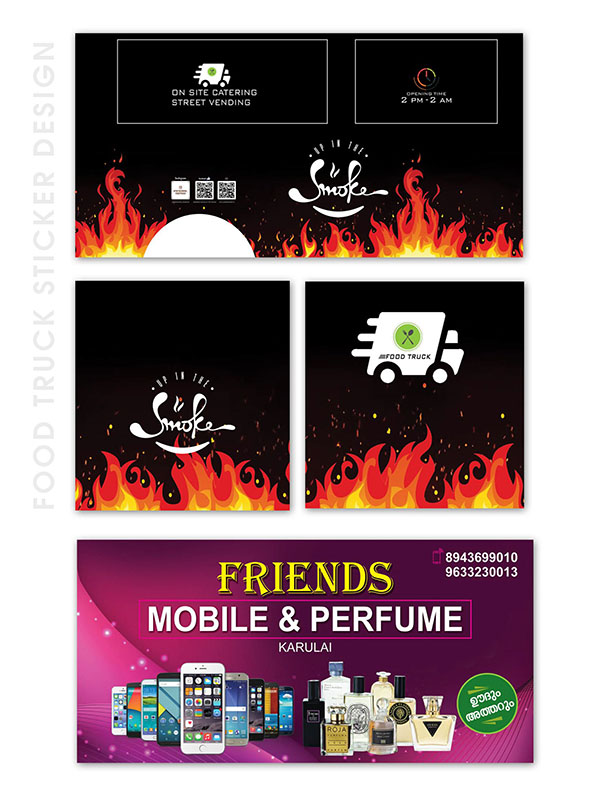 FOOD TRUCK STICKER DESIGN
ON SITE CATERING
STREET VENDING
OPENING TIME
2 PM - 2 AM
UP IN THE
Smoke
UP IN THE
Smoke
FOOD TRUCK
8943699010
9633230013
FRIENDS
MOBILE & PERFUME
KARULAI
ഊദും
അത്തറും
ROJA